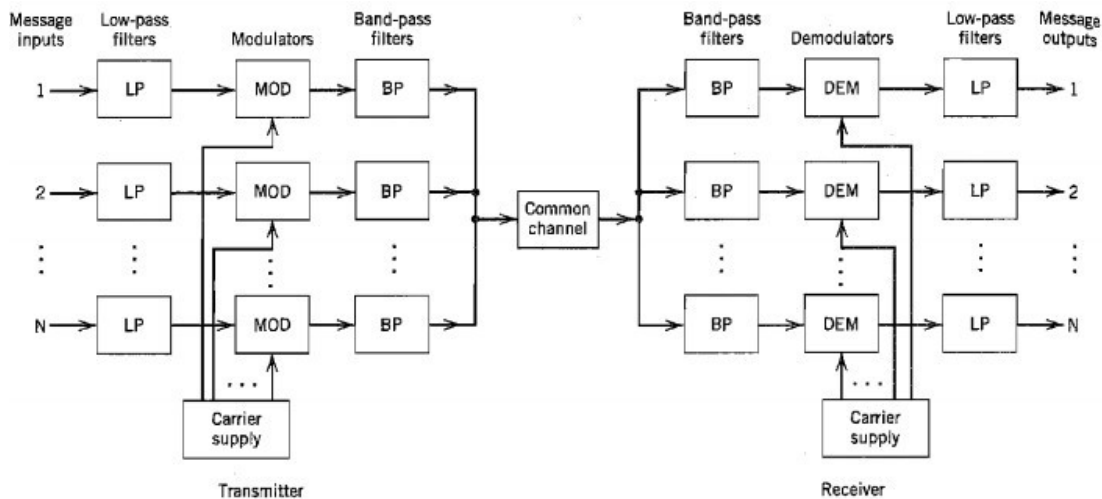 Message
inputs
Low-pass
filters
Modulators
Band-pass
filters
Band-pass
filters
Demodulators
Low-pass
filters
Message
outputs
1
LP
MOD
BP
BP
DEM
LP
1
2
LP
MOD
BP
Common
channel
BP
DEM
LP
2
N
LP
MOD
BP
BP
DEM
LP
N
Carrier
supply
Carrier
supply
Transmitter
Receiver